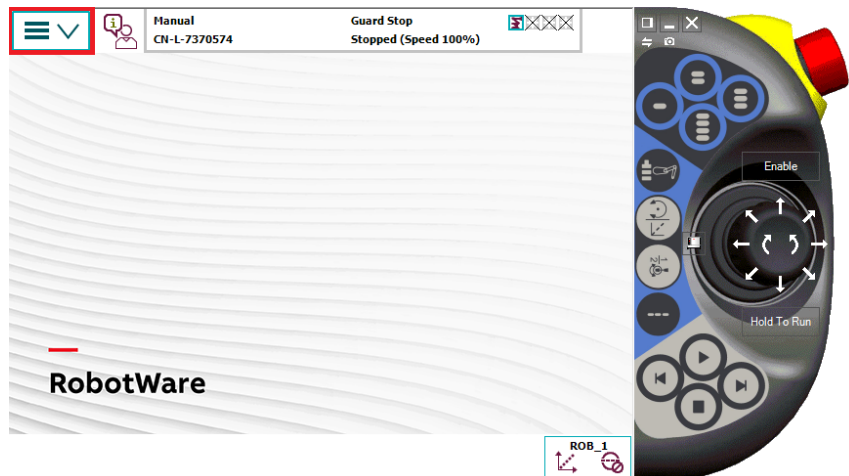 Manual
CN-L-7370574
Guard Stop
Stopped (Speed 100%)
RobotWare
ROB_1
Enable
Hold To Run